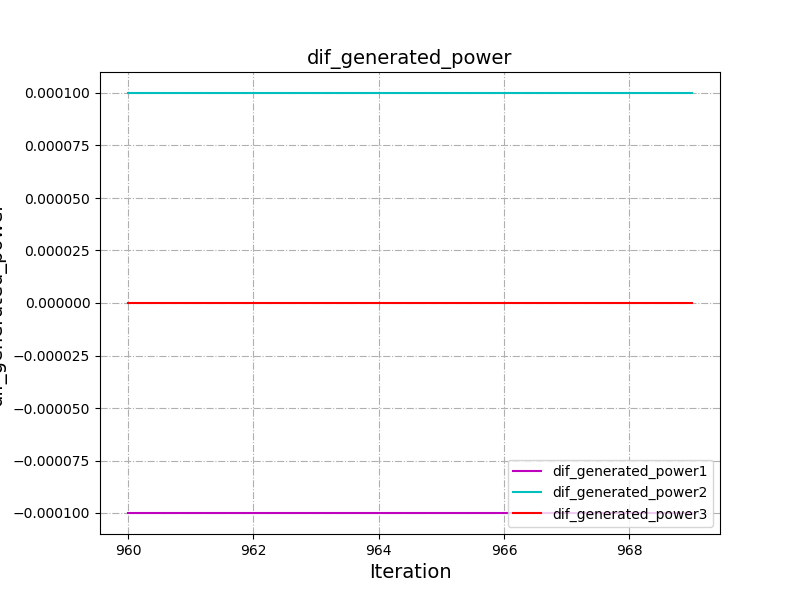 dif_generated_power
0.000100
0.000075
0.000050
0.000025
0.000000
−0.000025
−0.000050
−0.000075
−0.000100
dif_generated_power1
dif_generated_power2
dif_generated_power3
960
962
964
966
968
Iteration